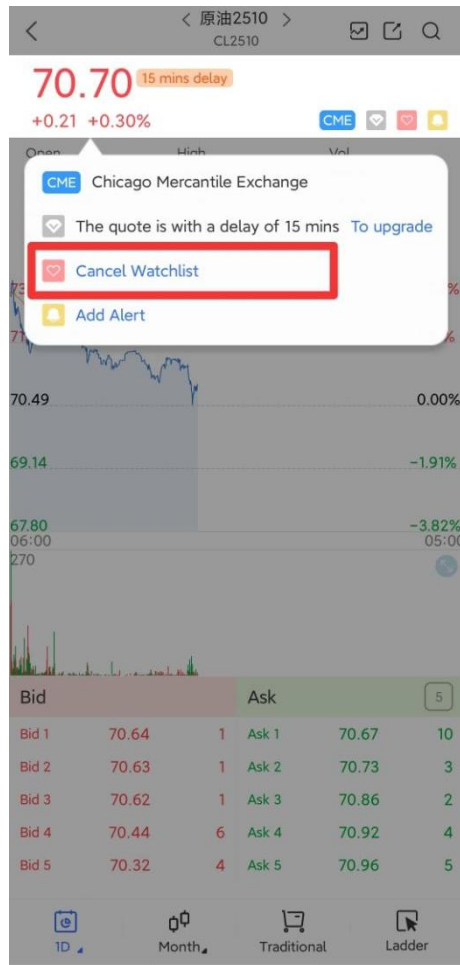 原油2510
CL2510
70.70 15 mins delay
+0.21 +0.30% CME
Open High Vol
CME Chicago Mercantile Exchange
The quote is with a delay of 15 mins To upgrade
Cancel Watchlist
Add Alert
70.49 0.00%
69.14 -1.91%
67.80 -3.82%
06:00 05:00
270
Bid Ask 5
Bid 1 70.64 1 Ask 1 70.67 10
Bid 2 70.63 1 Ask 2 70.73 3
Bid 3 70.62 1 Ask 3 70.86 2
Bid 4 70.44 6 Ask 4 70.92 4
Bid 5 70.32 4 Ask 5 70.96 5
1D Month Traditional Ladder